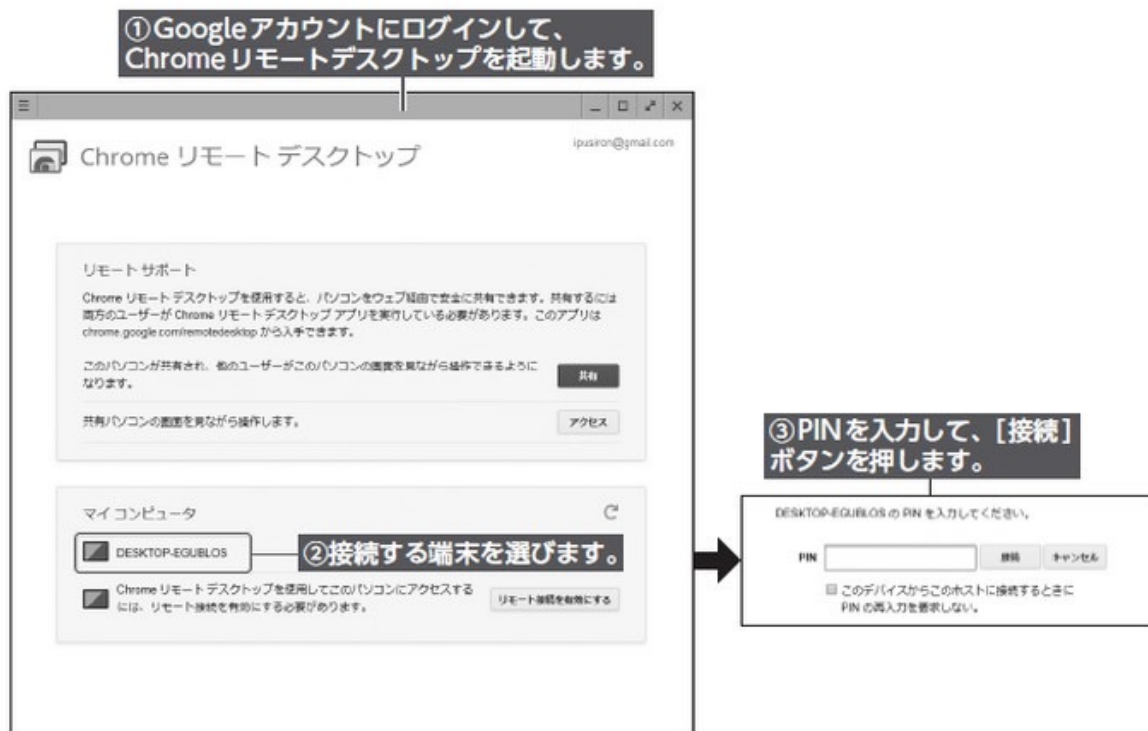 ①Googleアカウントにログインして、
Chromeリモートデスクトップを起動します。
Chrome リモート デスクトップ
ipusiron@gmail.com
リモート サポート
Chrome リモート デスクトップを使用すると、パソコンをウェブ経由で安全に共有できます。共有するには
両方のユーザーが Chrome リモート デスクトップ アプリを実行している必要があります。このアプリは
chrome.google.com/remotedesktop から入手できます。
このパソコンが共有され、他のユーザーがこのパソコンの画面を見ながら操作できるように
なります。
共有
共有パソコンの画面を見ながら操作します。
アクセス
マイ コンピュータ
DESKTOP-EGUBLOS
②接続する端末を選びます。
Chrome リモート デスクトップを使用してこのパソコンにアクセスする
には、リモート接続を有効にする必要があります。
リモート接続を有効にする
③PINを入力して、[接続]
ボタンを押します。
DESKTOP-EGUBLOS の PIN を入力してください。
PIN
接続
キャンセル
このデバイスからこのホストに接続するときに
PIN の再入力を要求しない。